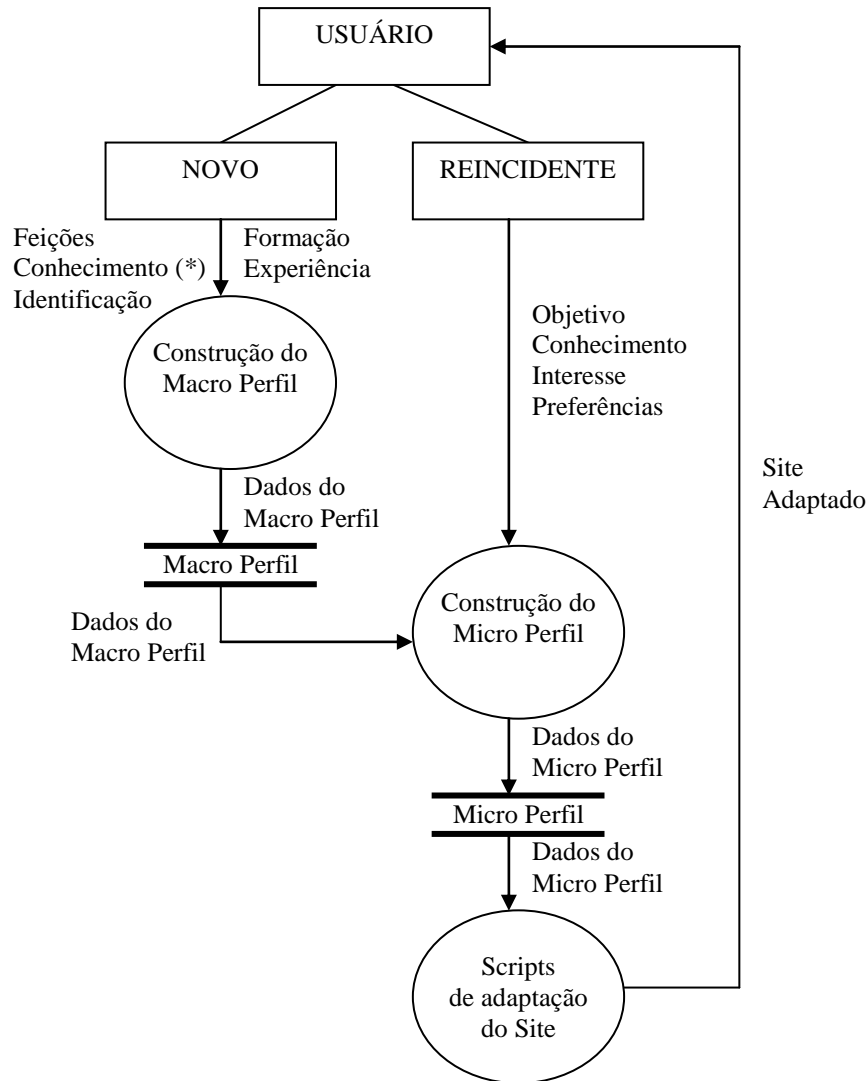 USUÁRIO
NOVO
REINCIDENTE
Feições
Conhecimento (*)
Identificação
Formação
Experiência
Construção do
Macro Perfil
Objetivo
Conhecimento
Interesse
Preferências
Site
Adaptado
Dados do
Macro Perfil
Macro Perfil
Dados do
Macro Perfil
Construção do
Micro Perfil
Dados do
Micro Perfil
Micro Perfil
Dados do
Micro Perfil
Scripts
de adaptação
do Site